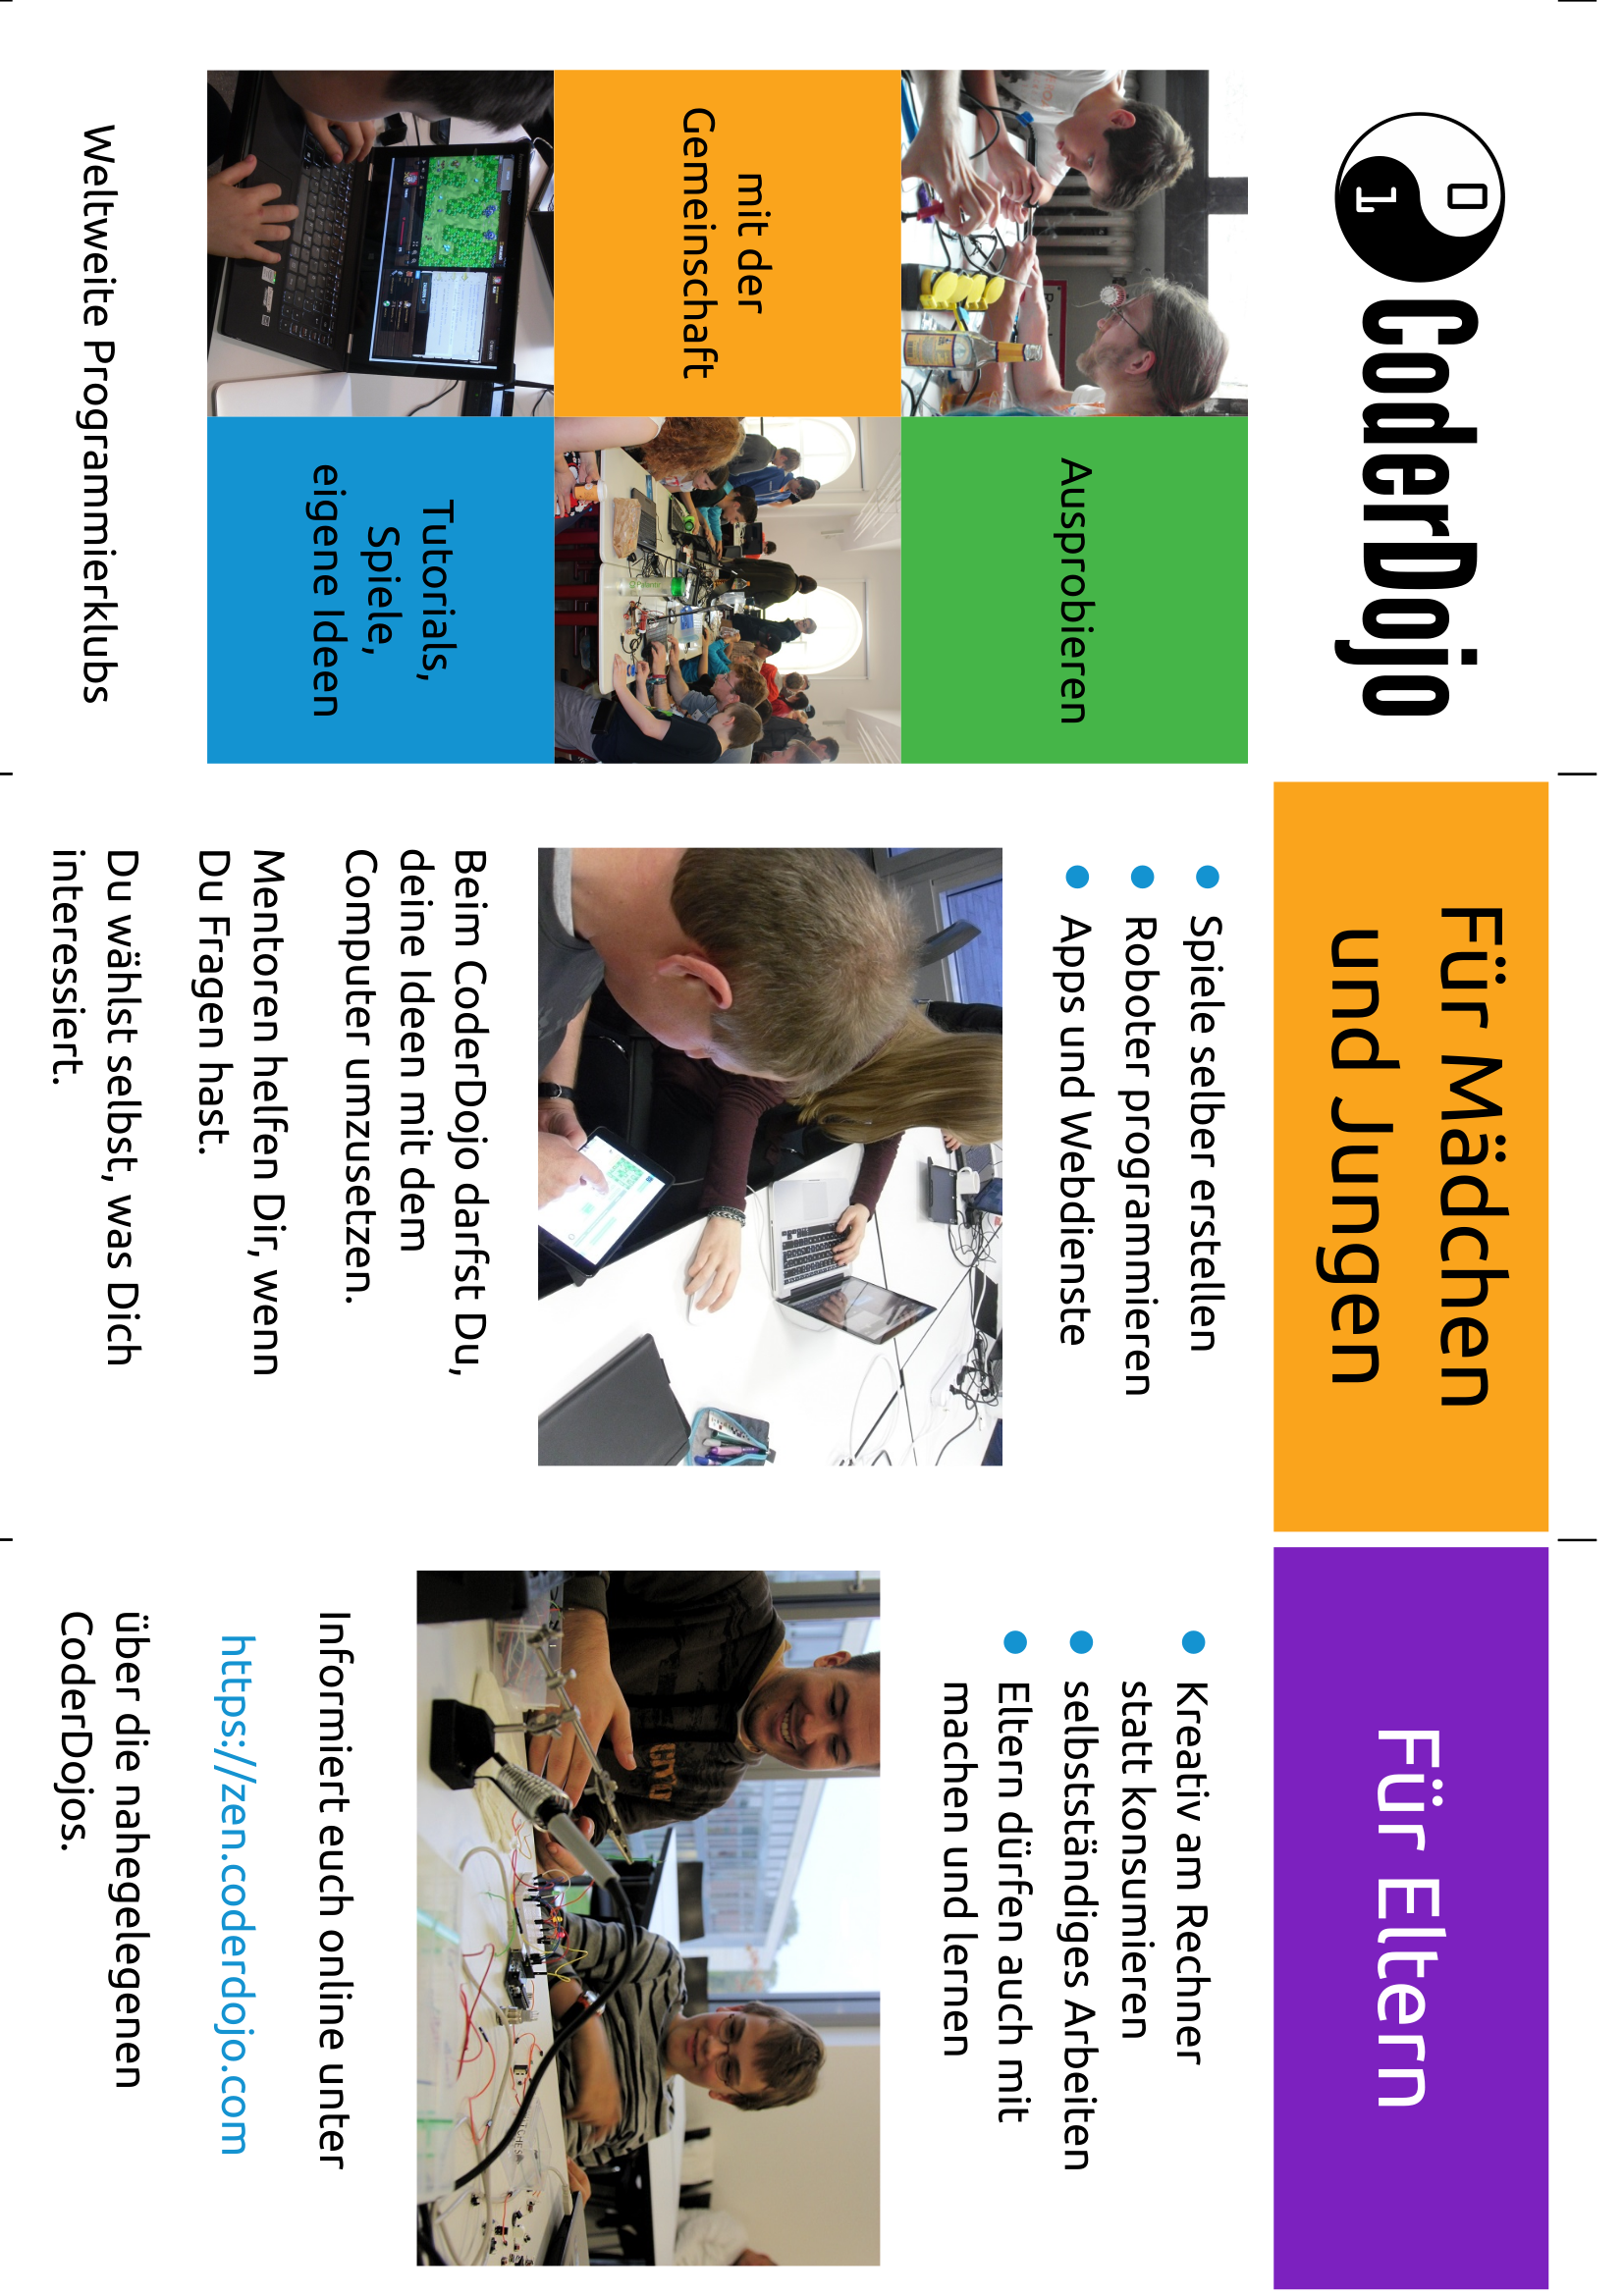 0
1
CoderDojo
Ausprobieren
mit der
Gemeinschaft
Tutorials,
Spiele,
eigene Ideen
Weltweite Programmierklubs
Für Mädchen
und Jungen
Spiele selber erstellen
Roboter programmieren
Apps und Webdienste
Beim CoderDojo darfst Du,
deine Ideen mit dem
Computer umzusetzen.
Mentoren helfen Dir, wenn
Du Fragen hast.
Du wählst selbst, was Dich
interessiert.
Für Eltern
Kreativ am Rechner
statt konsumieren
selbstständiges Arbeiten
Eltern dürfen auch mit
machen und lernen
Informiert euch online unter
https://zen.coderdojo.com
über die nahegelegenen
CoderDojos.